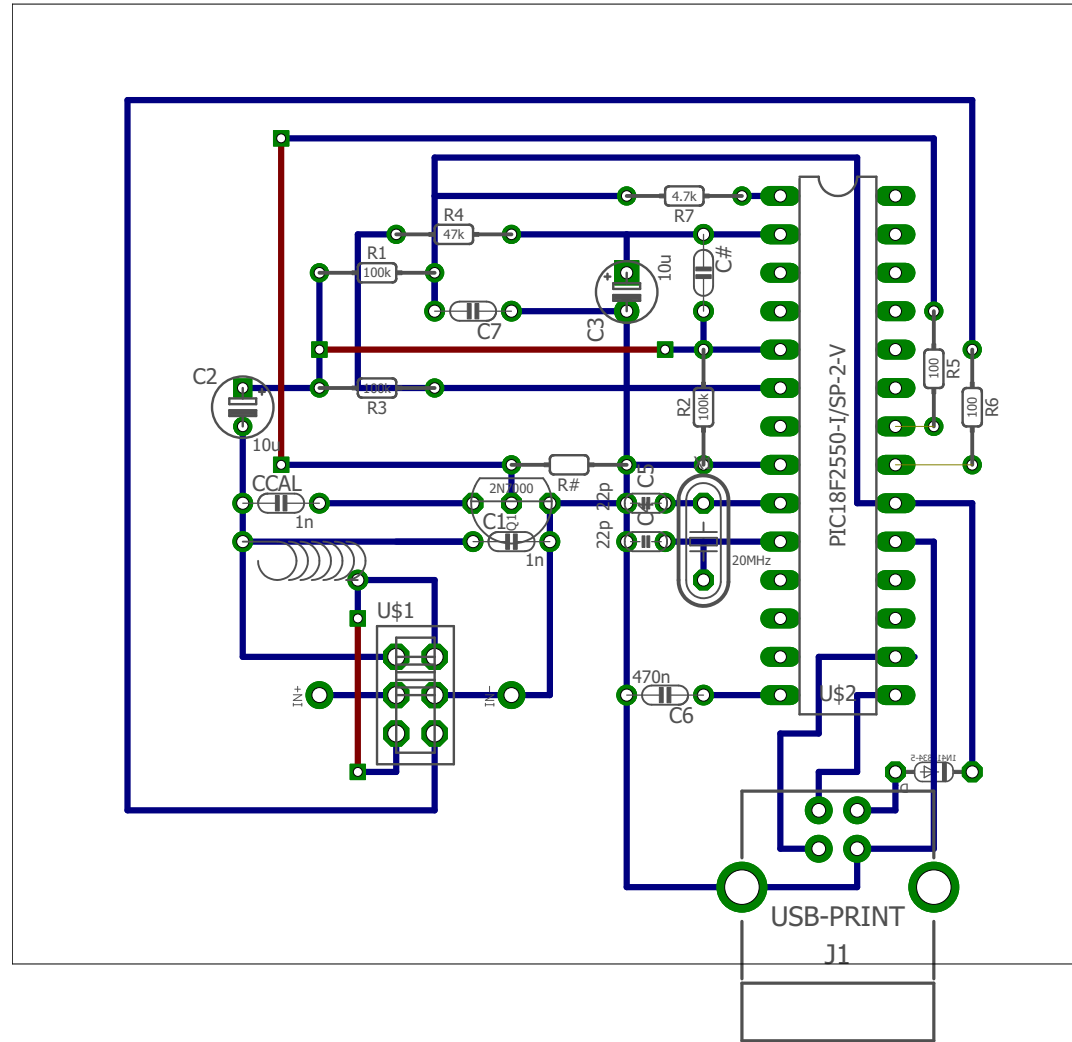 4.7k
R7
R4
47k
R1
100k
C#
10u
C3
C7
C2
10u
100k
R3
R2
100k
PIC18F2550-I/SP-2-V
100
R5
100
R6
R#
CCAL
1n
2N7000
Q1
C1
1n
C5
22p
C4
22p
20MHz
U$1
IN+
IN-
470n
C6
U$2
D
USB-PRINT
J1